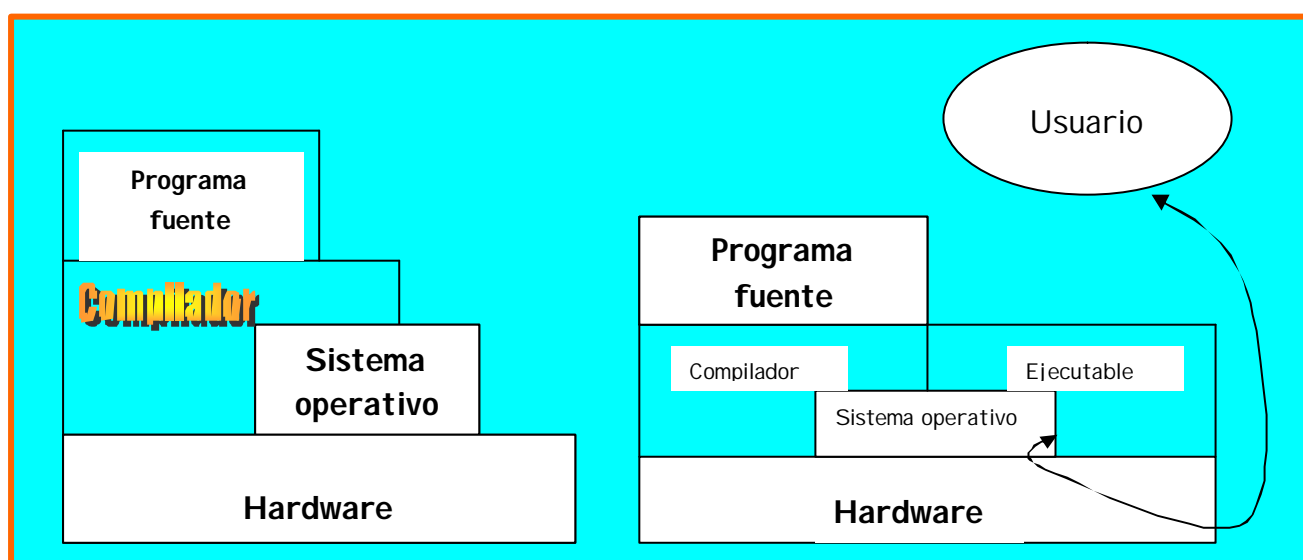 Programa
fuente
Compilador
Sistema
operativo
Hardware
Usuario
Programa
fuente
Compilador
Ejecutable
Sistema operativo
Hardware